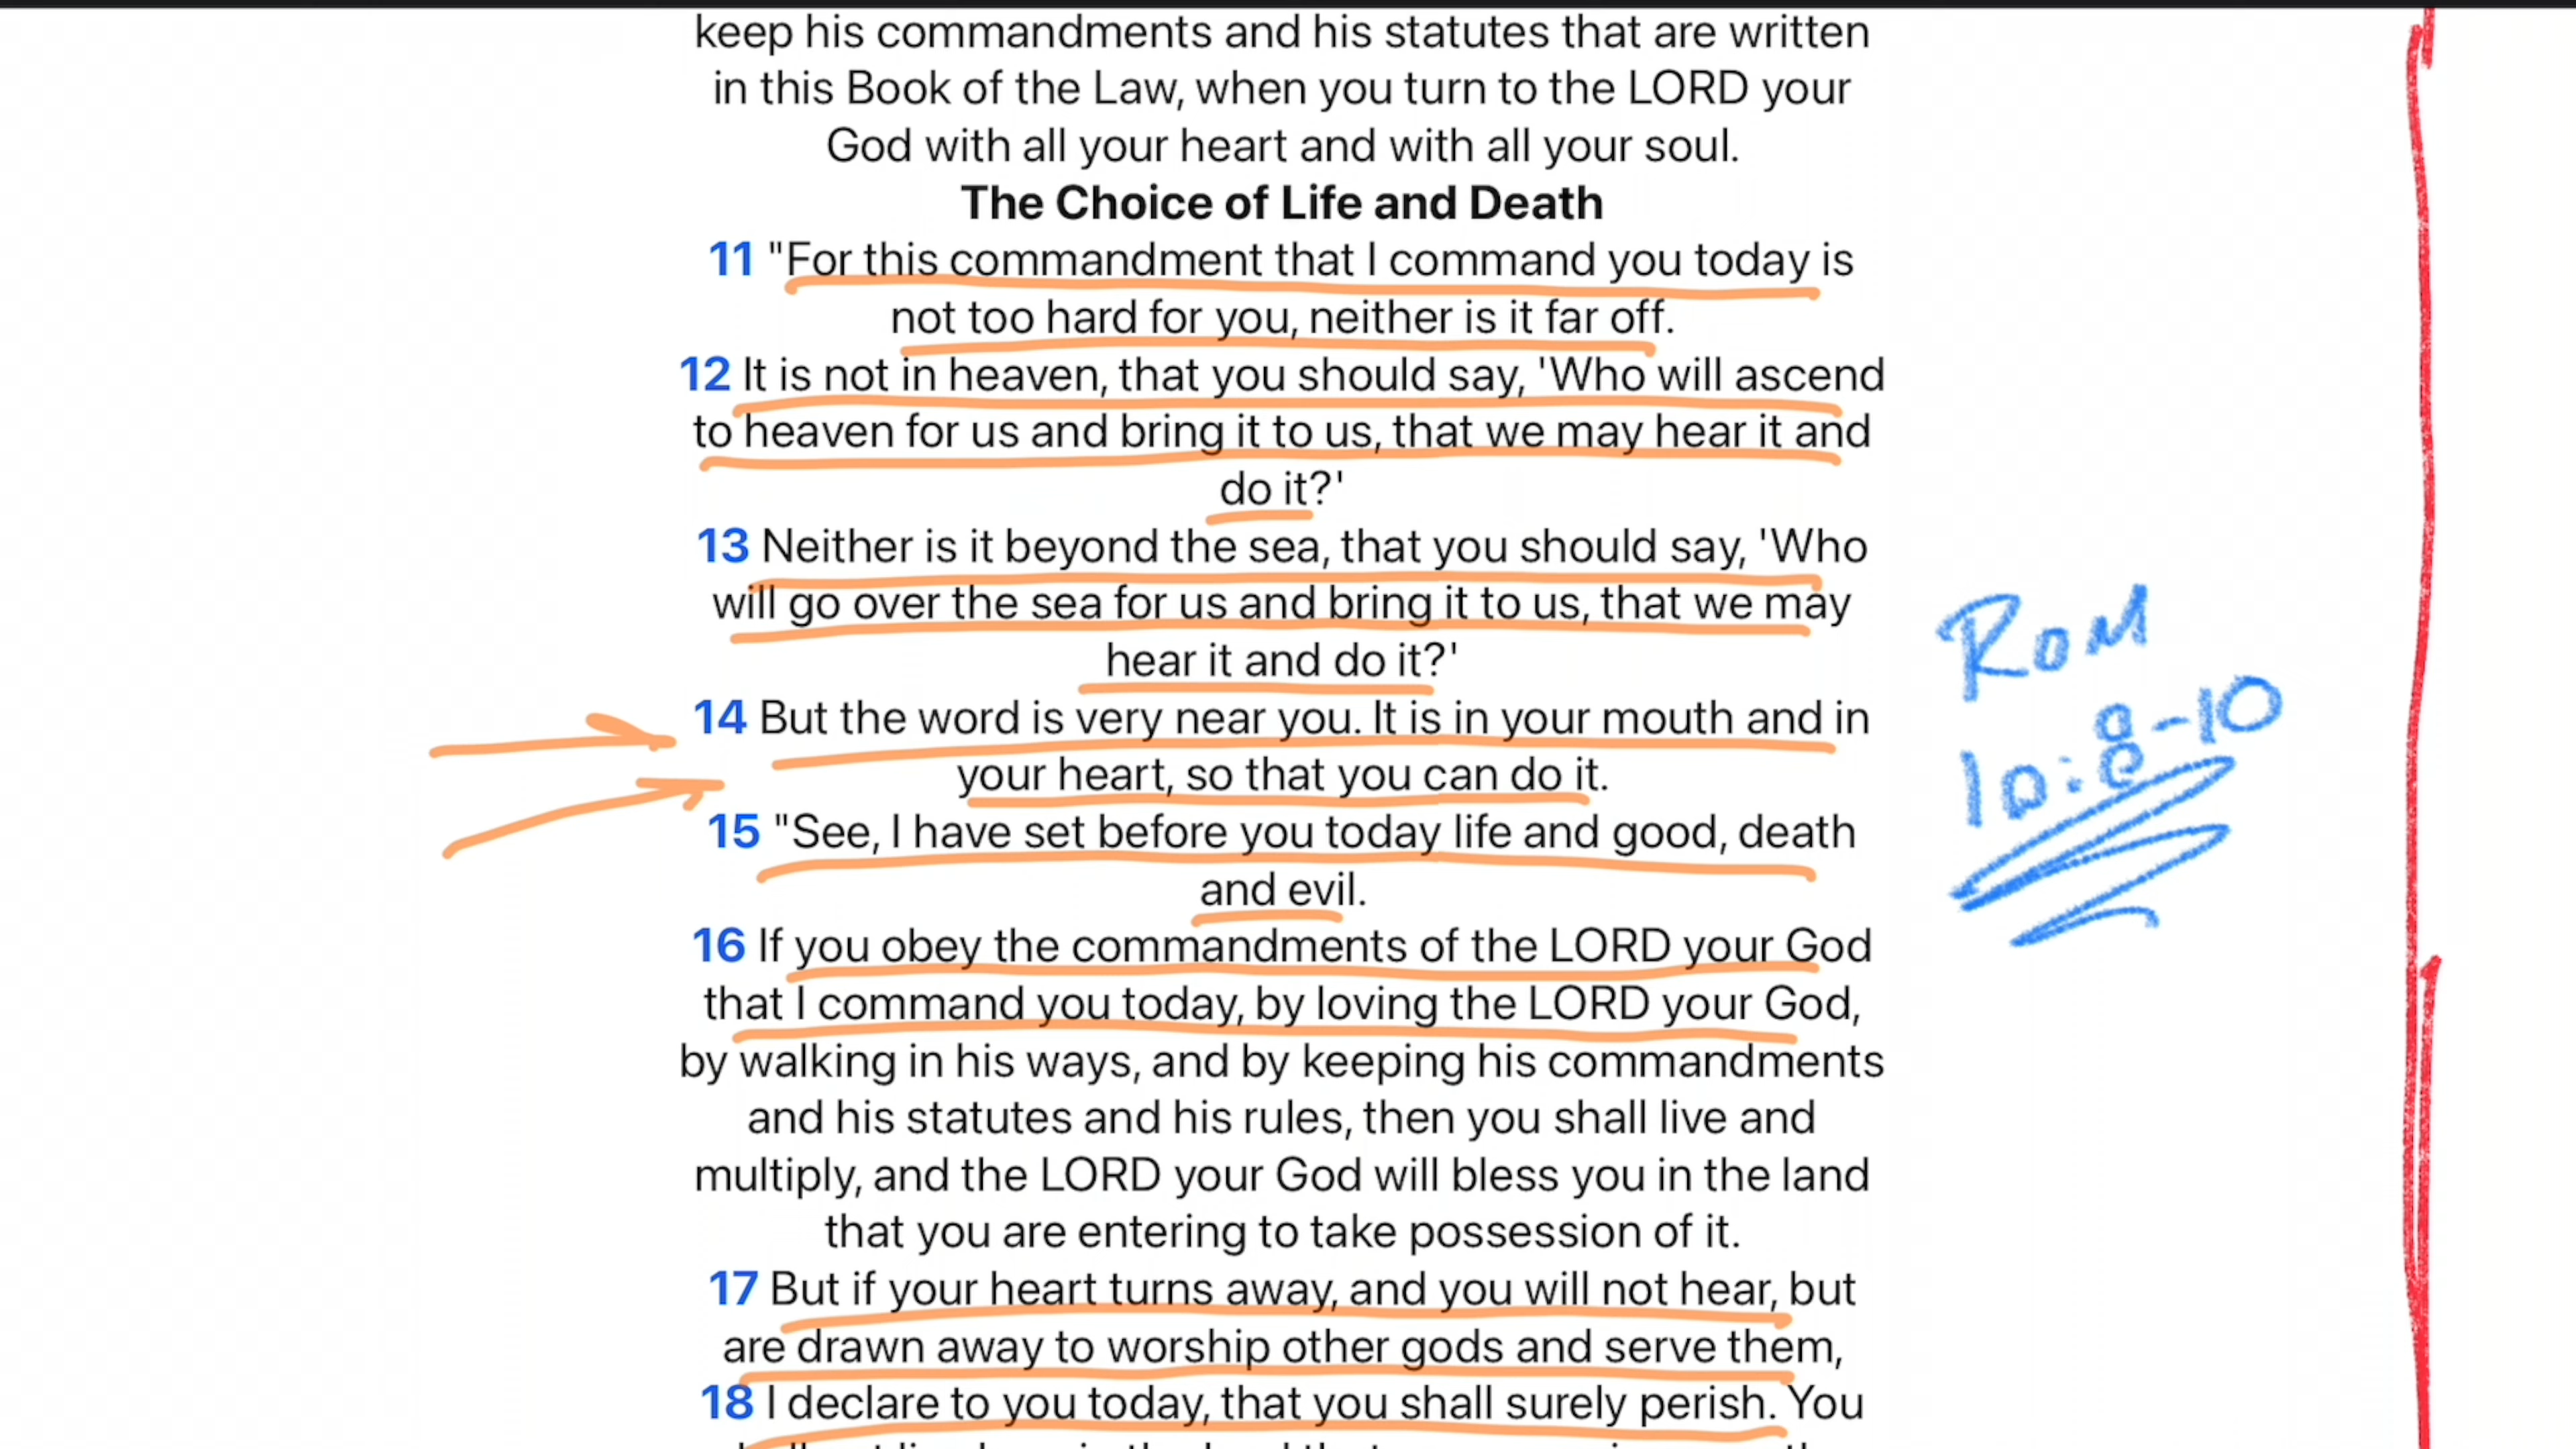 keep his commandments and his statutes that are written
in this Book of the Law, when you turn to the LORD your
God with all your heart and with all your soul.
The Choice of Life and Death
11 "For this commandment that I command you today is
not too hard for you, neither is it far off.
12 It is not in heaven, that you should say, 'Who will ascend
to heaven for us and bring it to us, that we may hear it and
do it?'
13 Neither is it beyond the sea, that you should say, 'Who
will go over the sea for us and bring it to us, that we may
hear it and do it?'
14 But the word is very near you. It is in your mouth and in
your heart, so that you can do it.
15 "See, I have set before you today life and good, death
and evil.
16 If you obey the commandments of the LORD your God
that I command you today, by loving the LORD your God,
by walking in his ways, and by keeping his commandments
and his statutes and his rules, then you shall live and
multiply, and the LORD your God will bless you in the land
that you are entering to take possession of it.
17 But if your heart turns away, and you will not hear, but
are drawn away to worship other gods and serve them,
18 I declare to you today, that you shall surely perish. You
Rom
10:8-10